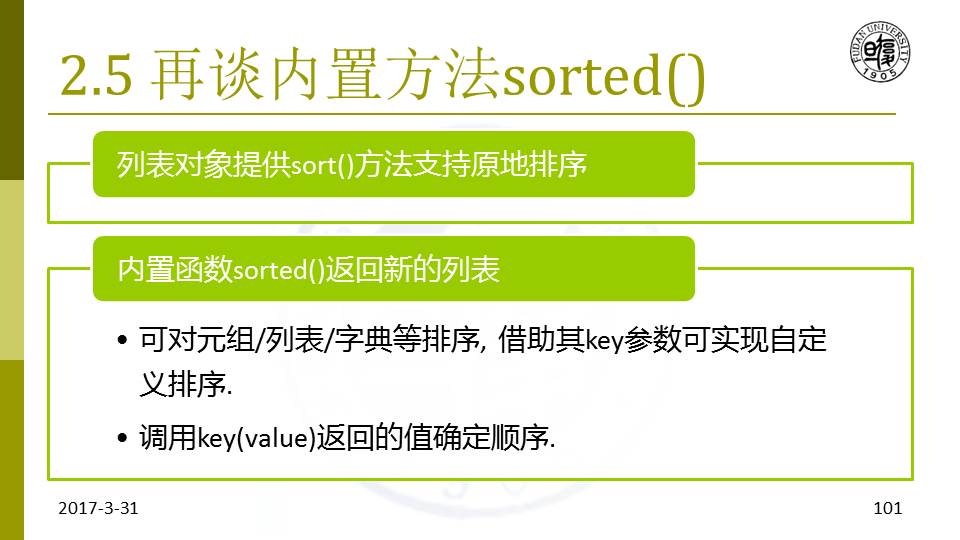 2.5 再谈内置方法sorted()
FUDAN UNIVERSITY
1905
列表对象提供sort()方法支持原地排序
内置函数sorted()返回新的列表
• 可对元组/列表/字典等排序, 借助其key参数可实现自定
义排序.
• 调用key(value)返回的值确定顺序.
2017-3-31
101